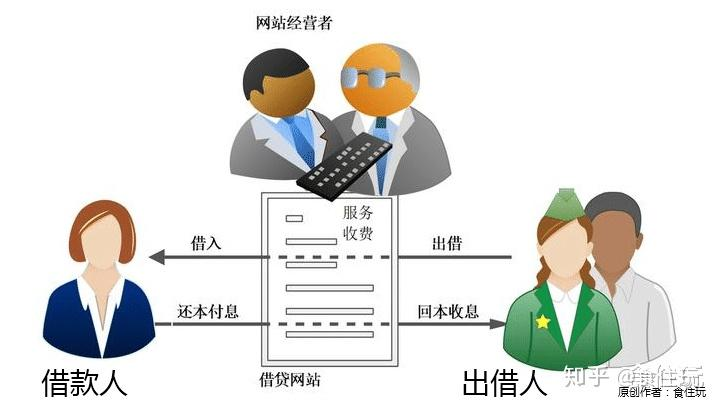 网站经营者
服务
收费
借入
出借
还本付息
回本收息
借贷网站
借款人
出借人
知乎 @食住玩
原创作者：食住玩